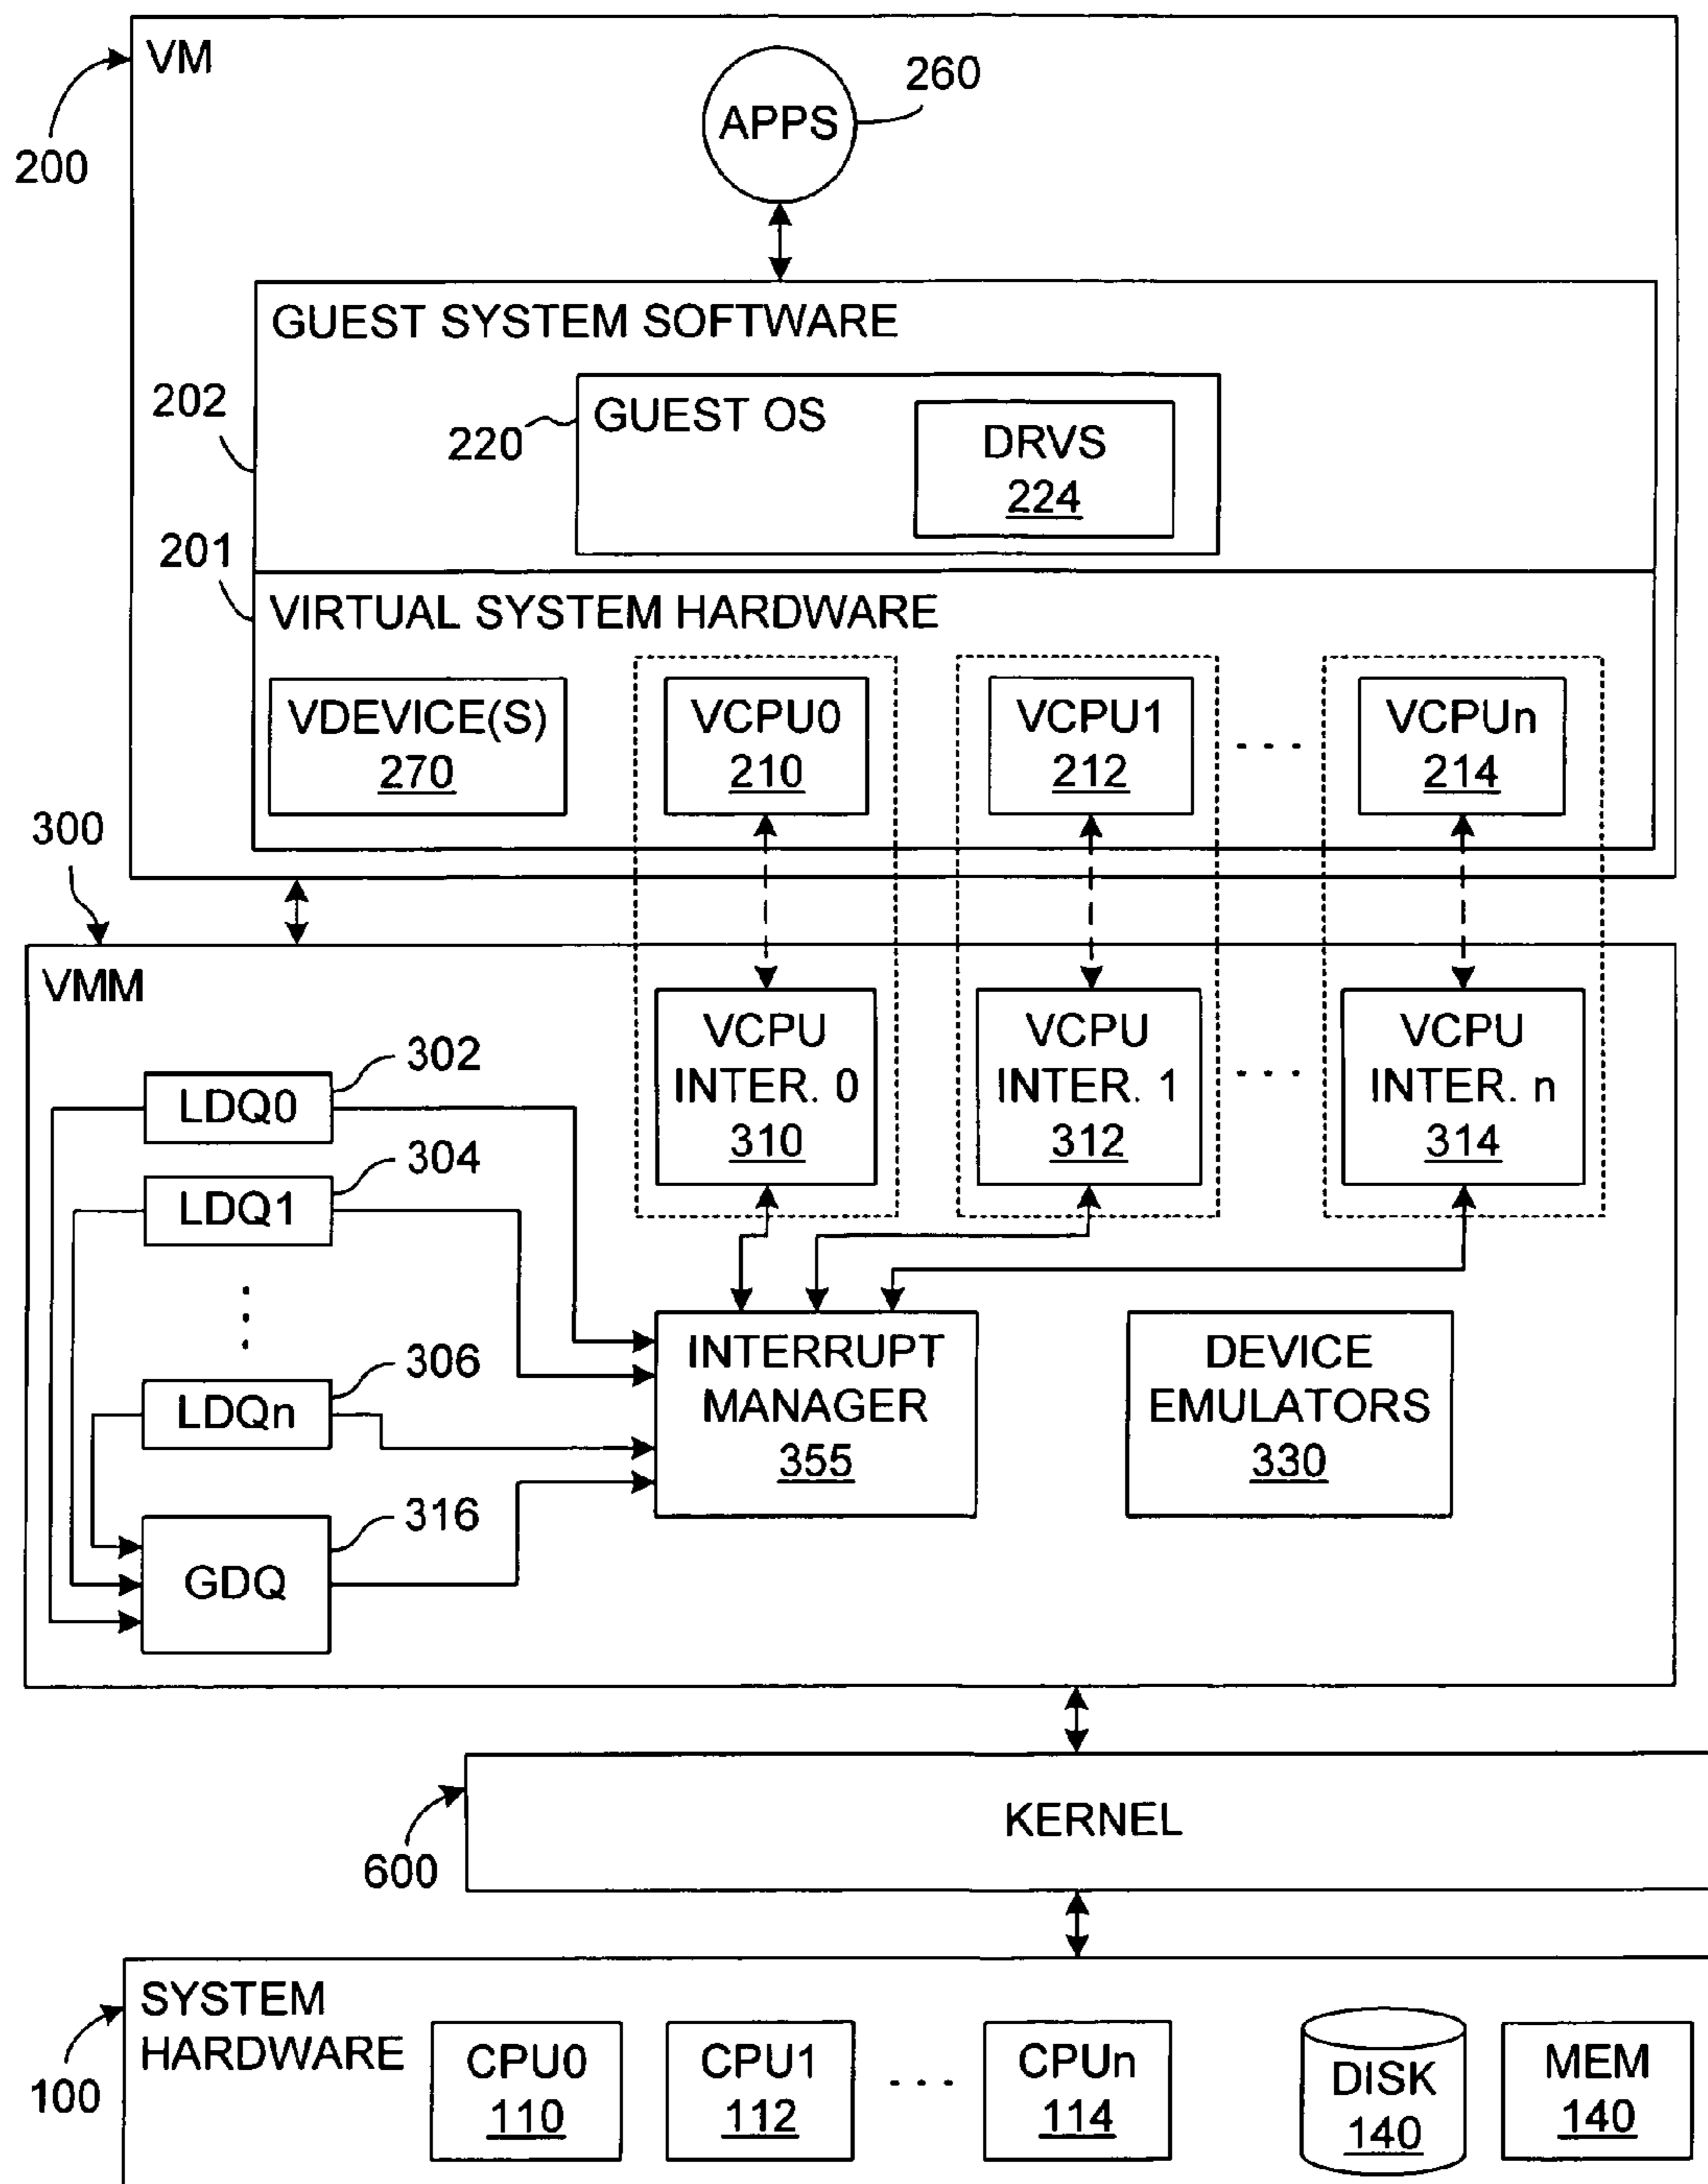 VM
200
APPS
260
GUEST SYSTEM SOFTWARE
202
220
GUEST OS
DRVS
224
201
VIRTUAL SYSTEM HARDWARE
VDEVICE(S)
270
VCPU0
210
VCPU1
212
. . .
VCPUn
214
300
VMM
VCPU
INTER. 0
310
VCPU
INTER. 1
312
. . .
VCPU
INTER. n
314
LDQ0
302
LDQ1
304
LDQn
306
GDQ
316
INTERRUPT
MANAGER
355
DEVICE
EMULATORS
330
600
KERNEL
100
SYSTEM
HARDWARE
CPU0
110
CPU1
112
. . .
CPUn
114
DISK
140
MEM
140